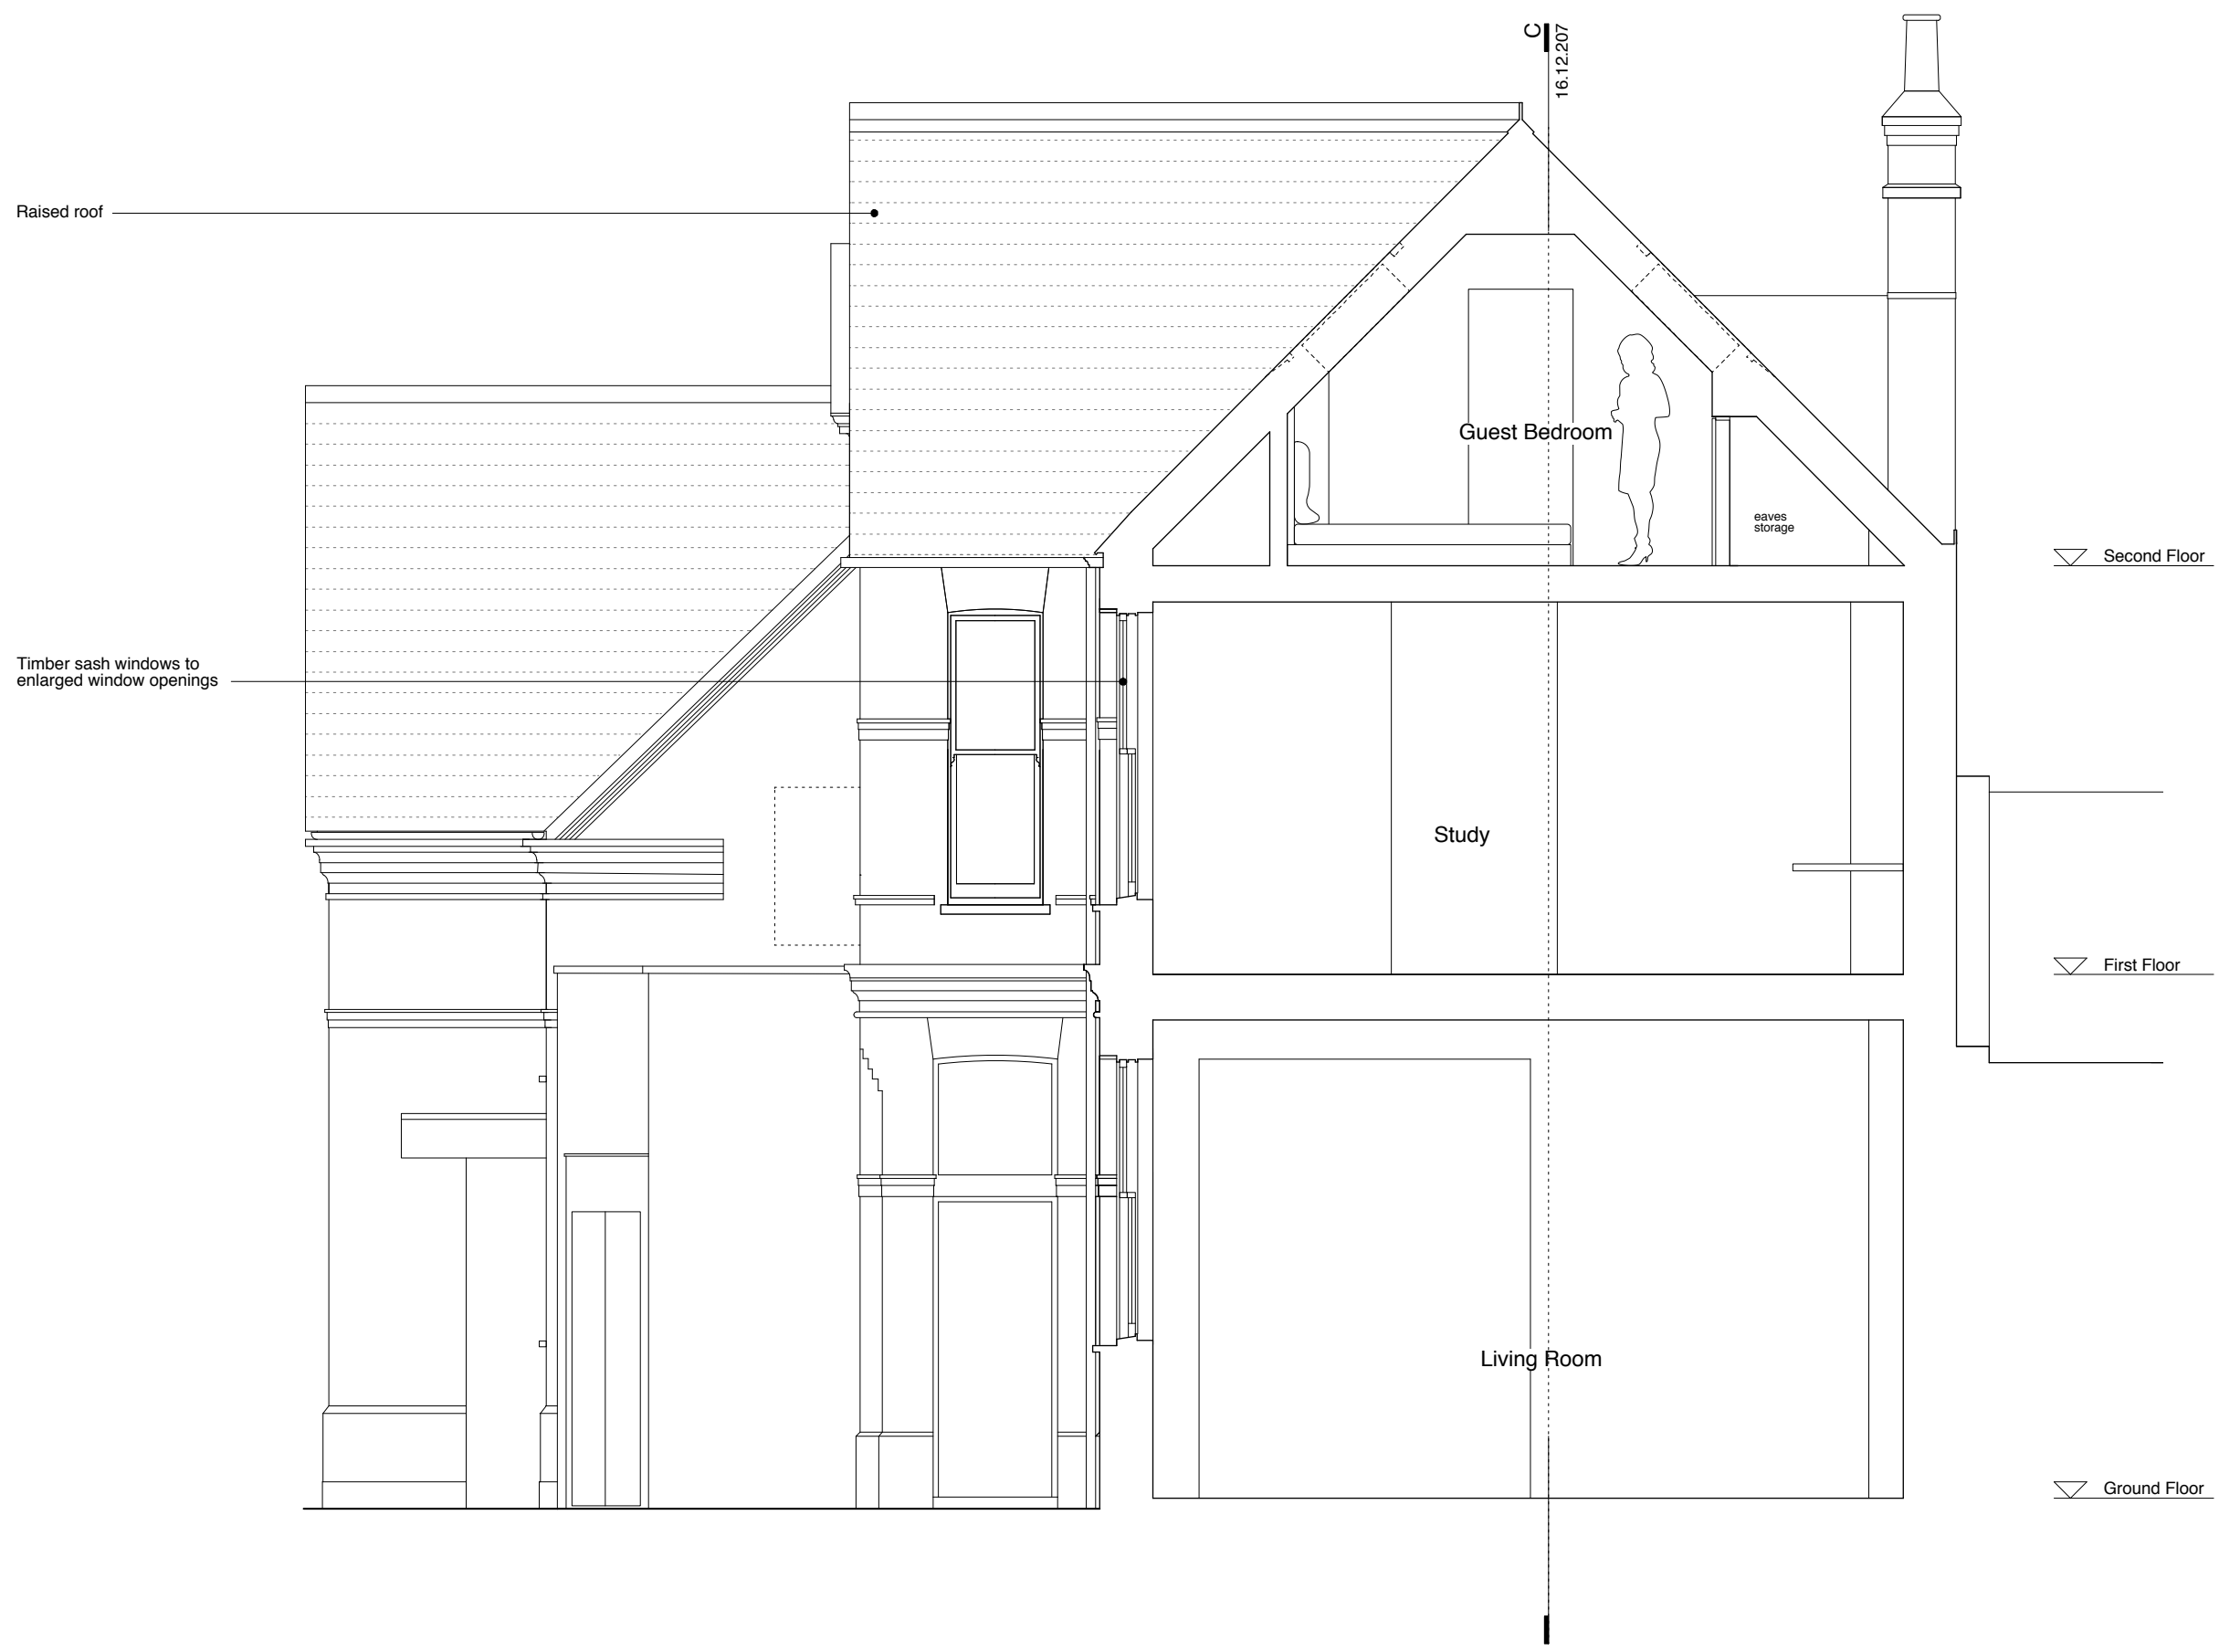 C
16.12.207
Raised roof
Guest Bedroom
eaves
storage
Second Floor
Timber sash windows to
enlarged window openings
Study
First Floor
Living Room
Ground Floor